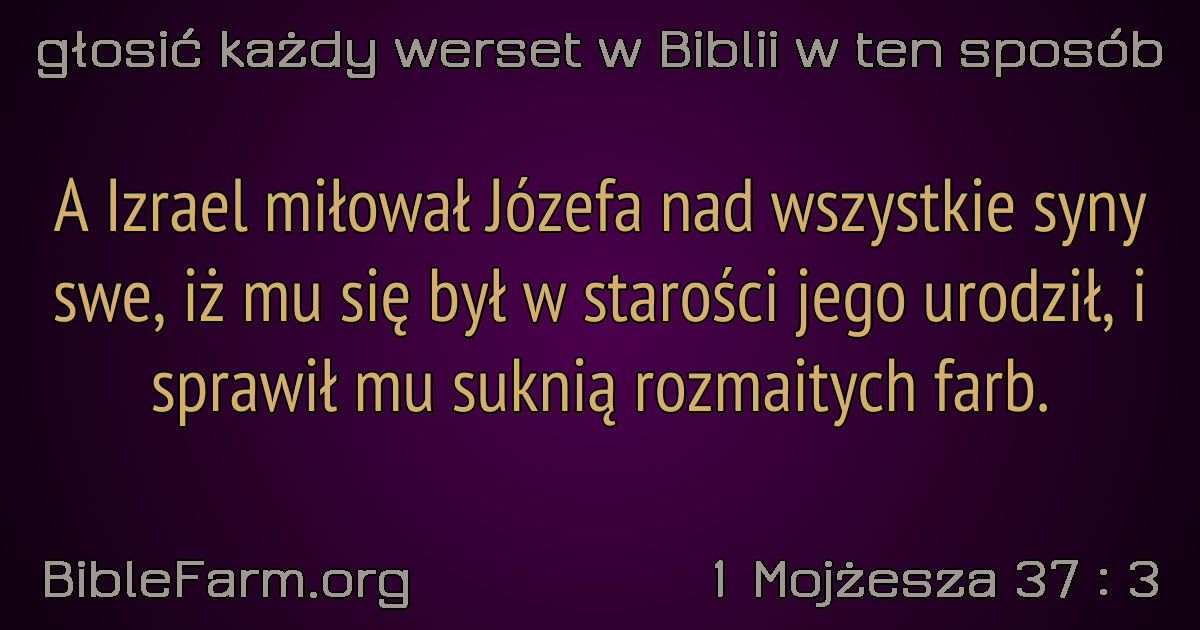 głosić każdy werset w Biblii w ten sposób
A Izrael miłował Józefa nad wszystkie syny
swe, iż mu się był w starości jego urodził, i
sprawił mu suknią rozmaitych farb.
BibleFarm.org
1 Mojżesza 37 : 3